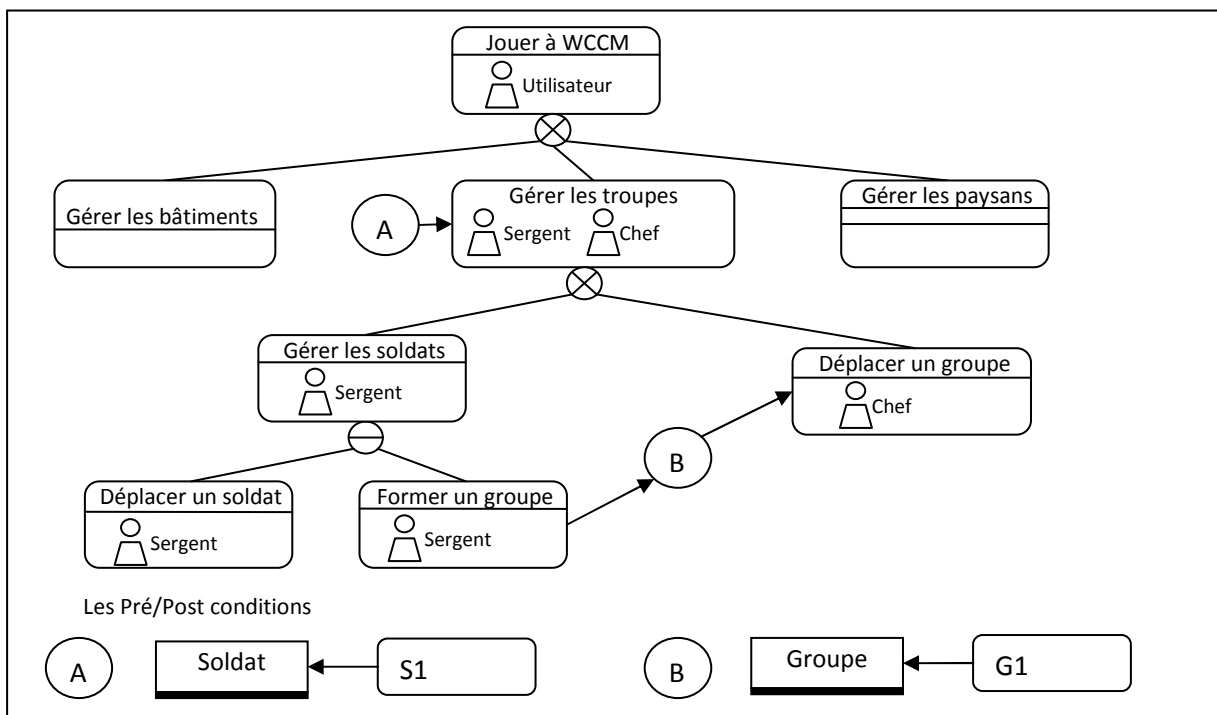 Jouer à WCCM
Utilisateur
Gérer les bâtiments
A
Gérer les troupes
Sergent Chef
Gérer les paysans
Gérer les soldats
Sergent
Déplacer un groupe
Chef
B
Déplacer un soldat
Sergent
Former un groupe
Sergent
Les Pré/Post conditions
A
Soldat
S1
B
Groupe
G1